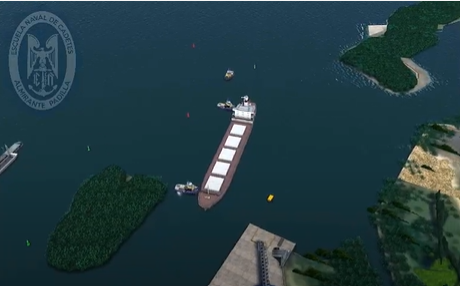 ESCUELA NAVAL DE CADETES
ALMIRANTE PADILLA